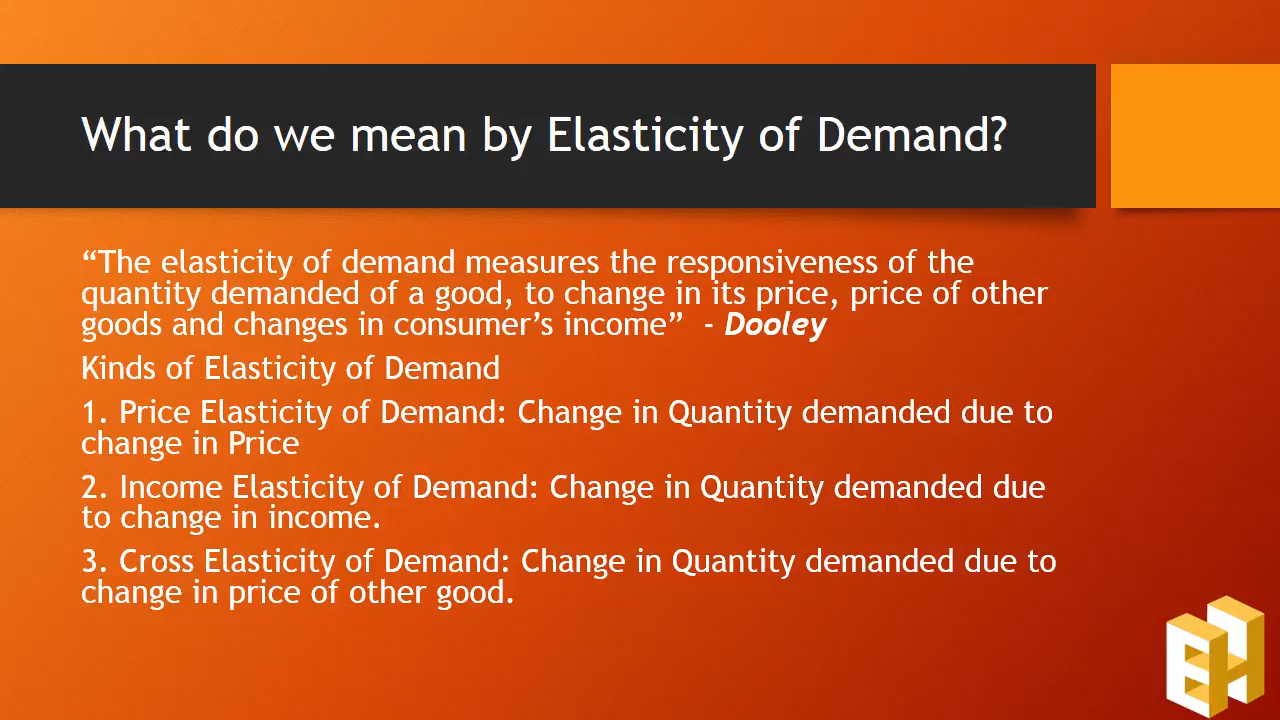 What do we mean by Elasticity of Demand?
“The elasticity of demand measures the responsiveness of the
quantity demanded of a good, to change in its price, price of other
goods and changes in consumer’s income” - Dooley
Kinds of Elasticity of Demand
1. Price Elasticity of Demand: Change in Quantity demanded due to
change in Price
2. Income Elasticity of Demand: Change in Quantity demanded due
to change in income.
3. Cross Elasticity of Demand: Change in Quantity demanded due to
change in price of other good.
EH